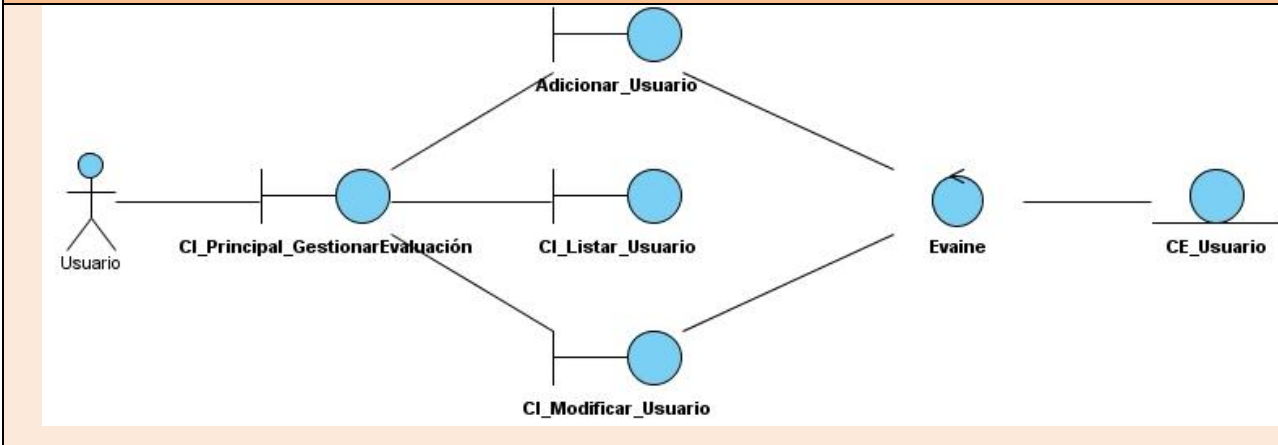 Adicionar_Usuario
Usuario
CI_Principal_GestionarEvaluación
CI_Listar_Usuario
Evaine
CE_Usuario
CI_Modificar_Usuario